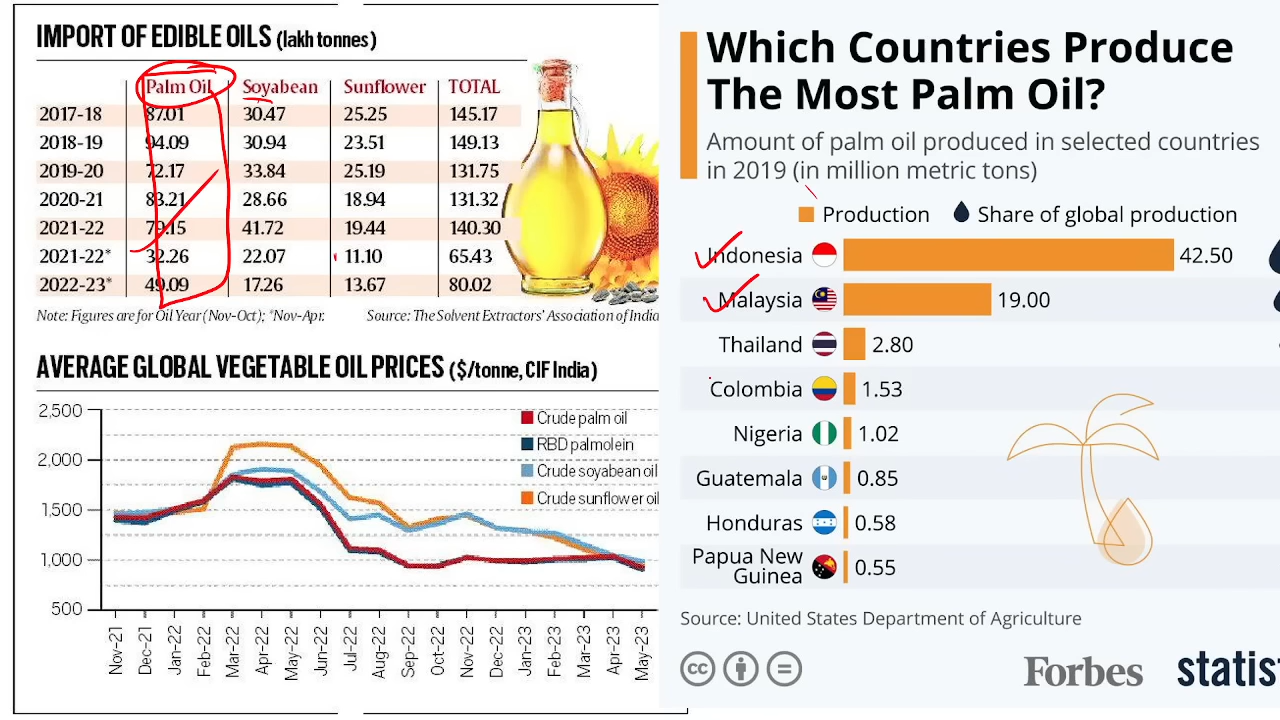 IMPORT OF EDIBLE OILS (lakh tonnes)
Palm Oil Soyabean Sunflower TOTAL
2017-18 87.01 30.47 25.25 145.17
2018-19 94.09 30.94 23.51 149.13
2019-20 72.17 33.84 25.19 131.75
2020-21 83.21 28.66 18.94 131.32
2021-22 79.15 41.72 19.44 140.30
2021-22* 32.26 22.07 11.10 65.43
2022-23* 49.09 17.26 13.67 80.02
Note: Figures are for Oil Year (Nov-Oct); *Nov-Apr. Source: The Solvent Extractors' Association of India
AVERAGE GLOBAL VEGETABLE OIL PRICES ($/tonne, CIF India)
2,500
2,000
1,500
1,000
500
Crude palm oil
RBD palmolein
Crude soyabean oil
Crude sunflower oil
Nov-21 Dec-21 Jan-22 Feb-22 Mar-22 Apr-22 May-22 Jun-22 Jul-22 Aug-22 Sep-22 Oct-22 Nov-22 Dec-22 Jan-23 Feb-23 Mar-23 Apr-23 May-23
Which Countries Produce
The Most Palm Oil?
Amount of palm oil produced in selected countries
in 2019 (in million metric tons)
Production Share of global production
Indonesia 42.50
Malaysia 19.00
Thailand 2.80
Colombia 1.53
Nigeria 1.02
Guatemala 0.85
Honduras 0.58
Papua New
Guinea 0.55
Source: United States Department of Agriculture
cc
Forbes statis